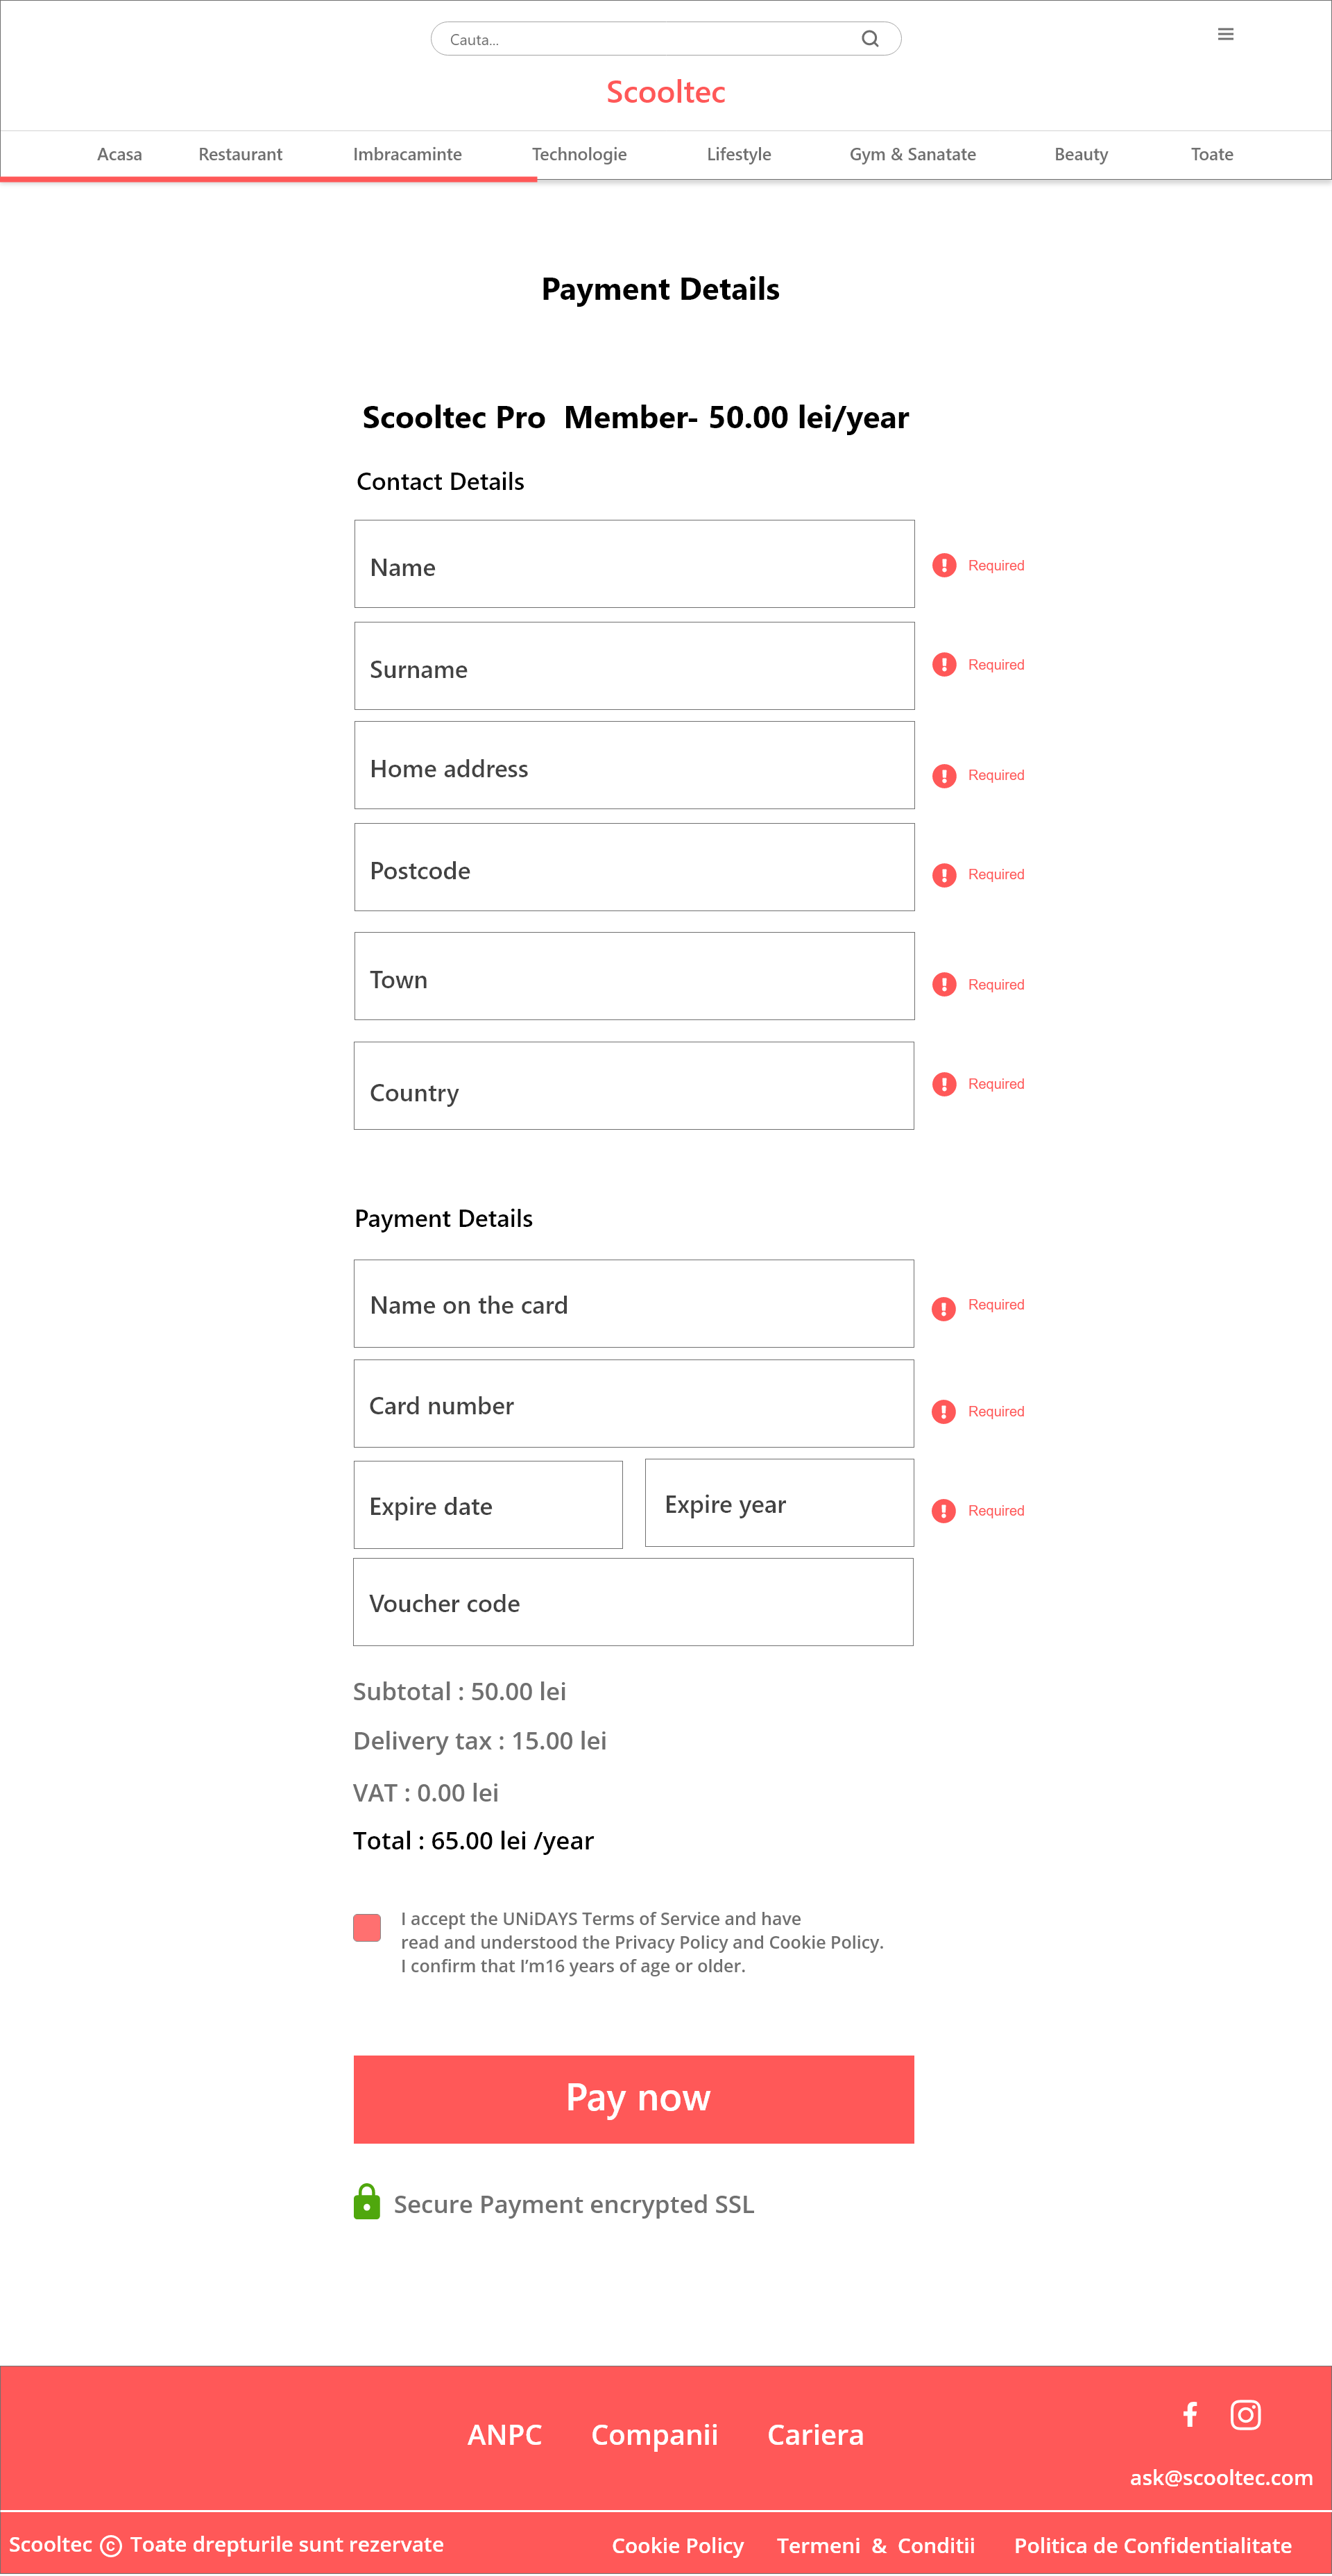 Cauta...
Scooltec
Acasa Restaurant Imbracaminte Technologie Lifestyle Gym & Sanatate Beauty Toate
Payment Details
Scooltec Pro Member- 50.00 lei/year
Contact Details
Name
Required
Surname
Required
Home address
Required
Postcode
Required
Town
Required
Country
Required
Payment Details
Name on the card
Required
Card number
Required
Expire date Expire year
Required
Voucher code
Subtotal : 50.00 lei
Delivery tax : 15.00 lei
VAT : 0.00 lei
Total : 65.00 lei /year
I accept the UNiDAYS Terms of Service and have
read and understood the Privacy Policy and Cookie Policy.
I confirm that I’m16 years of age or older.
Pay now
Secure Payment encrypted SSL
ANPC Companii Cariera
ask@scooltec.com
Scooltec © Toate drepturile sunt rezervate
Cookie Policy Termeni & Conditii Politica de Confidentialitate